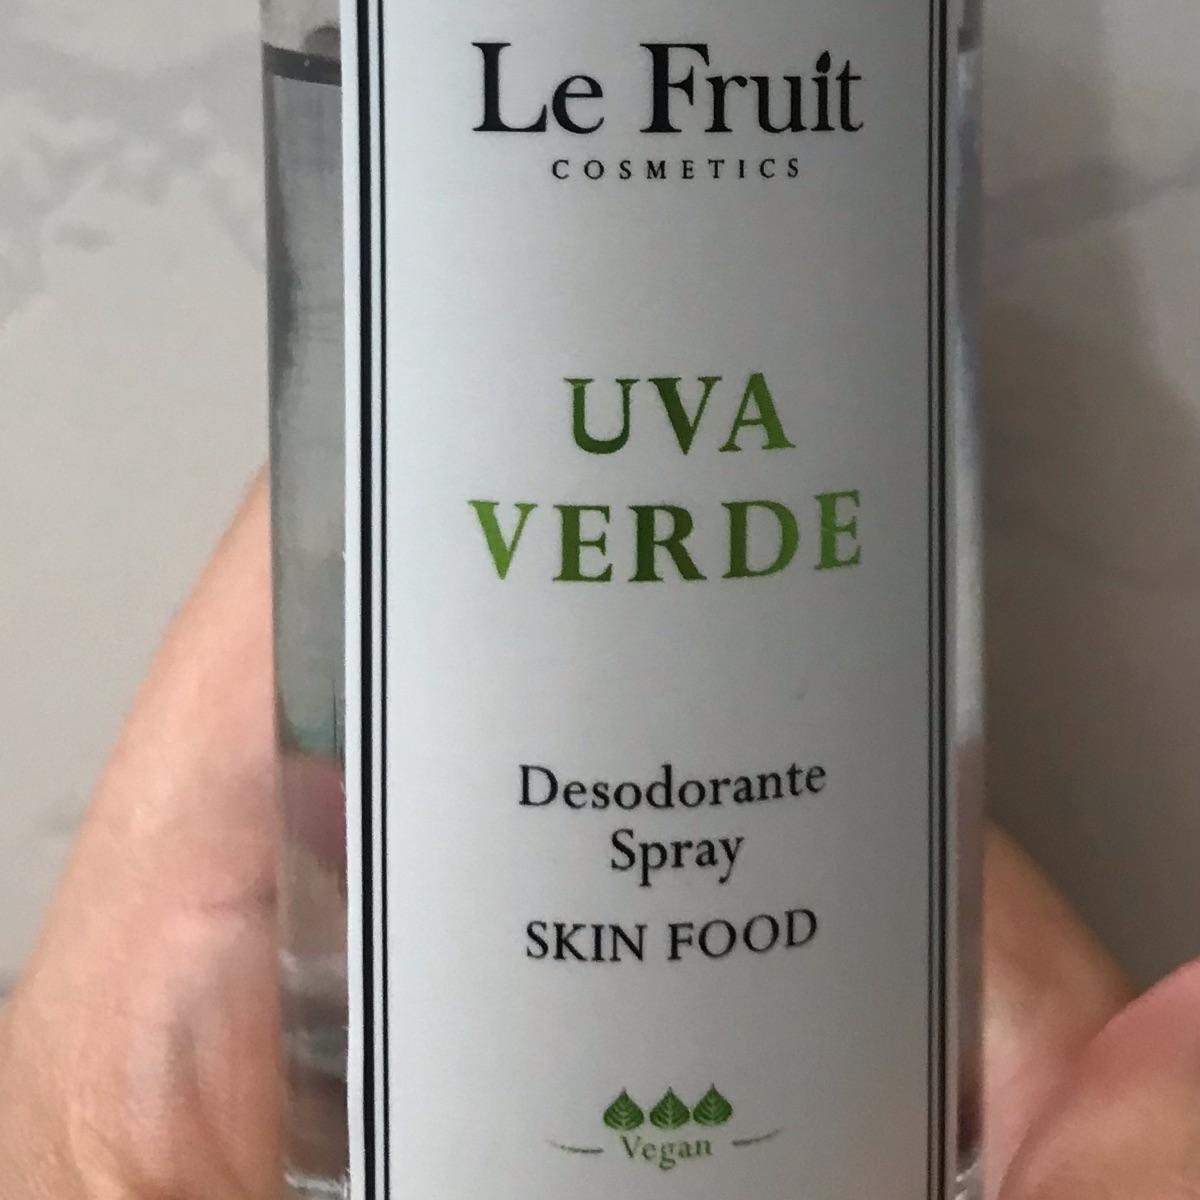 Le Fruit
COSMETICS
UVA
VERDE
Desodorante
Spray
SKIN FOOD
Vegan